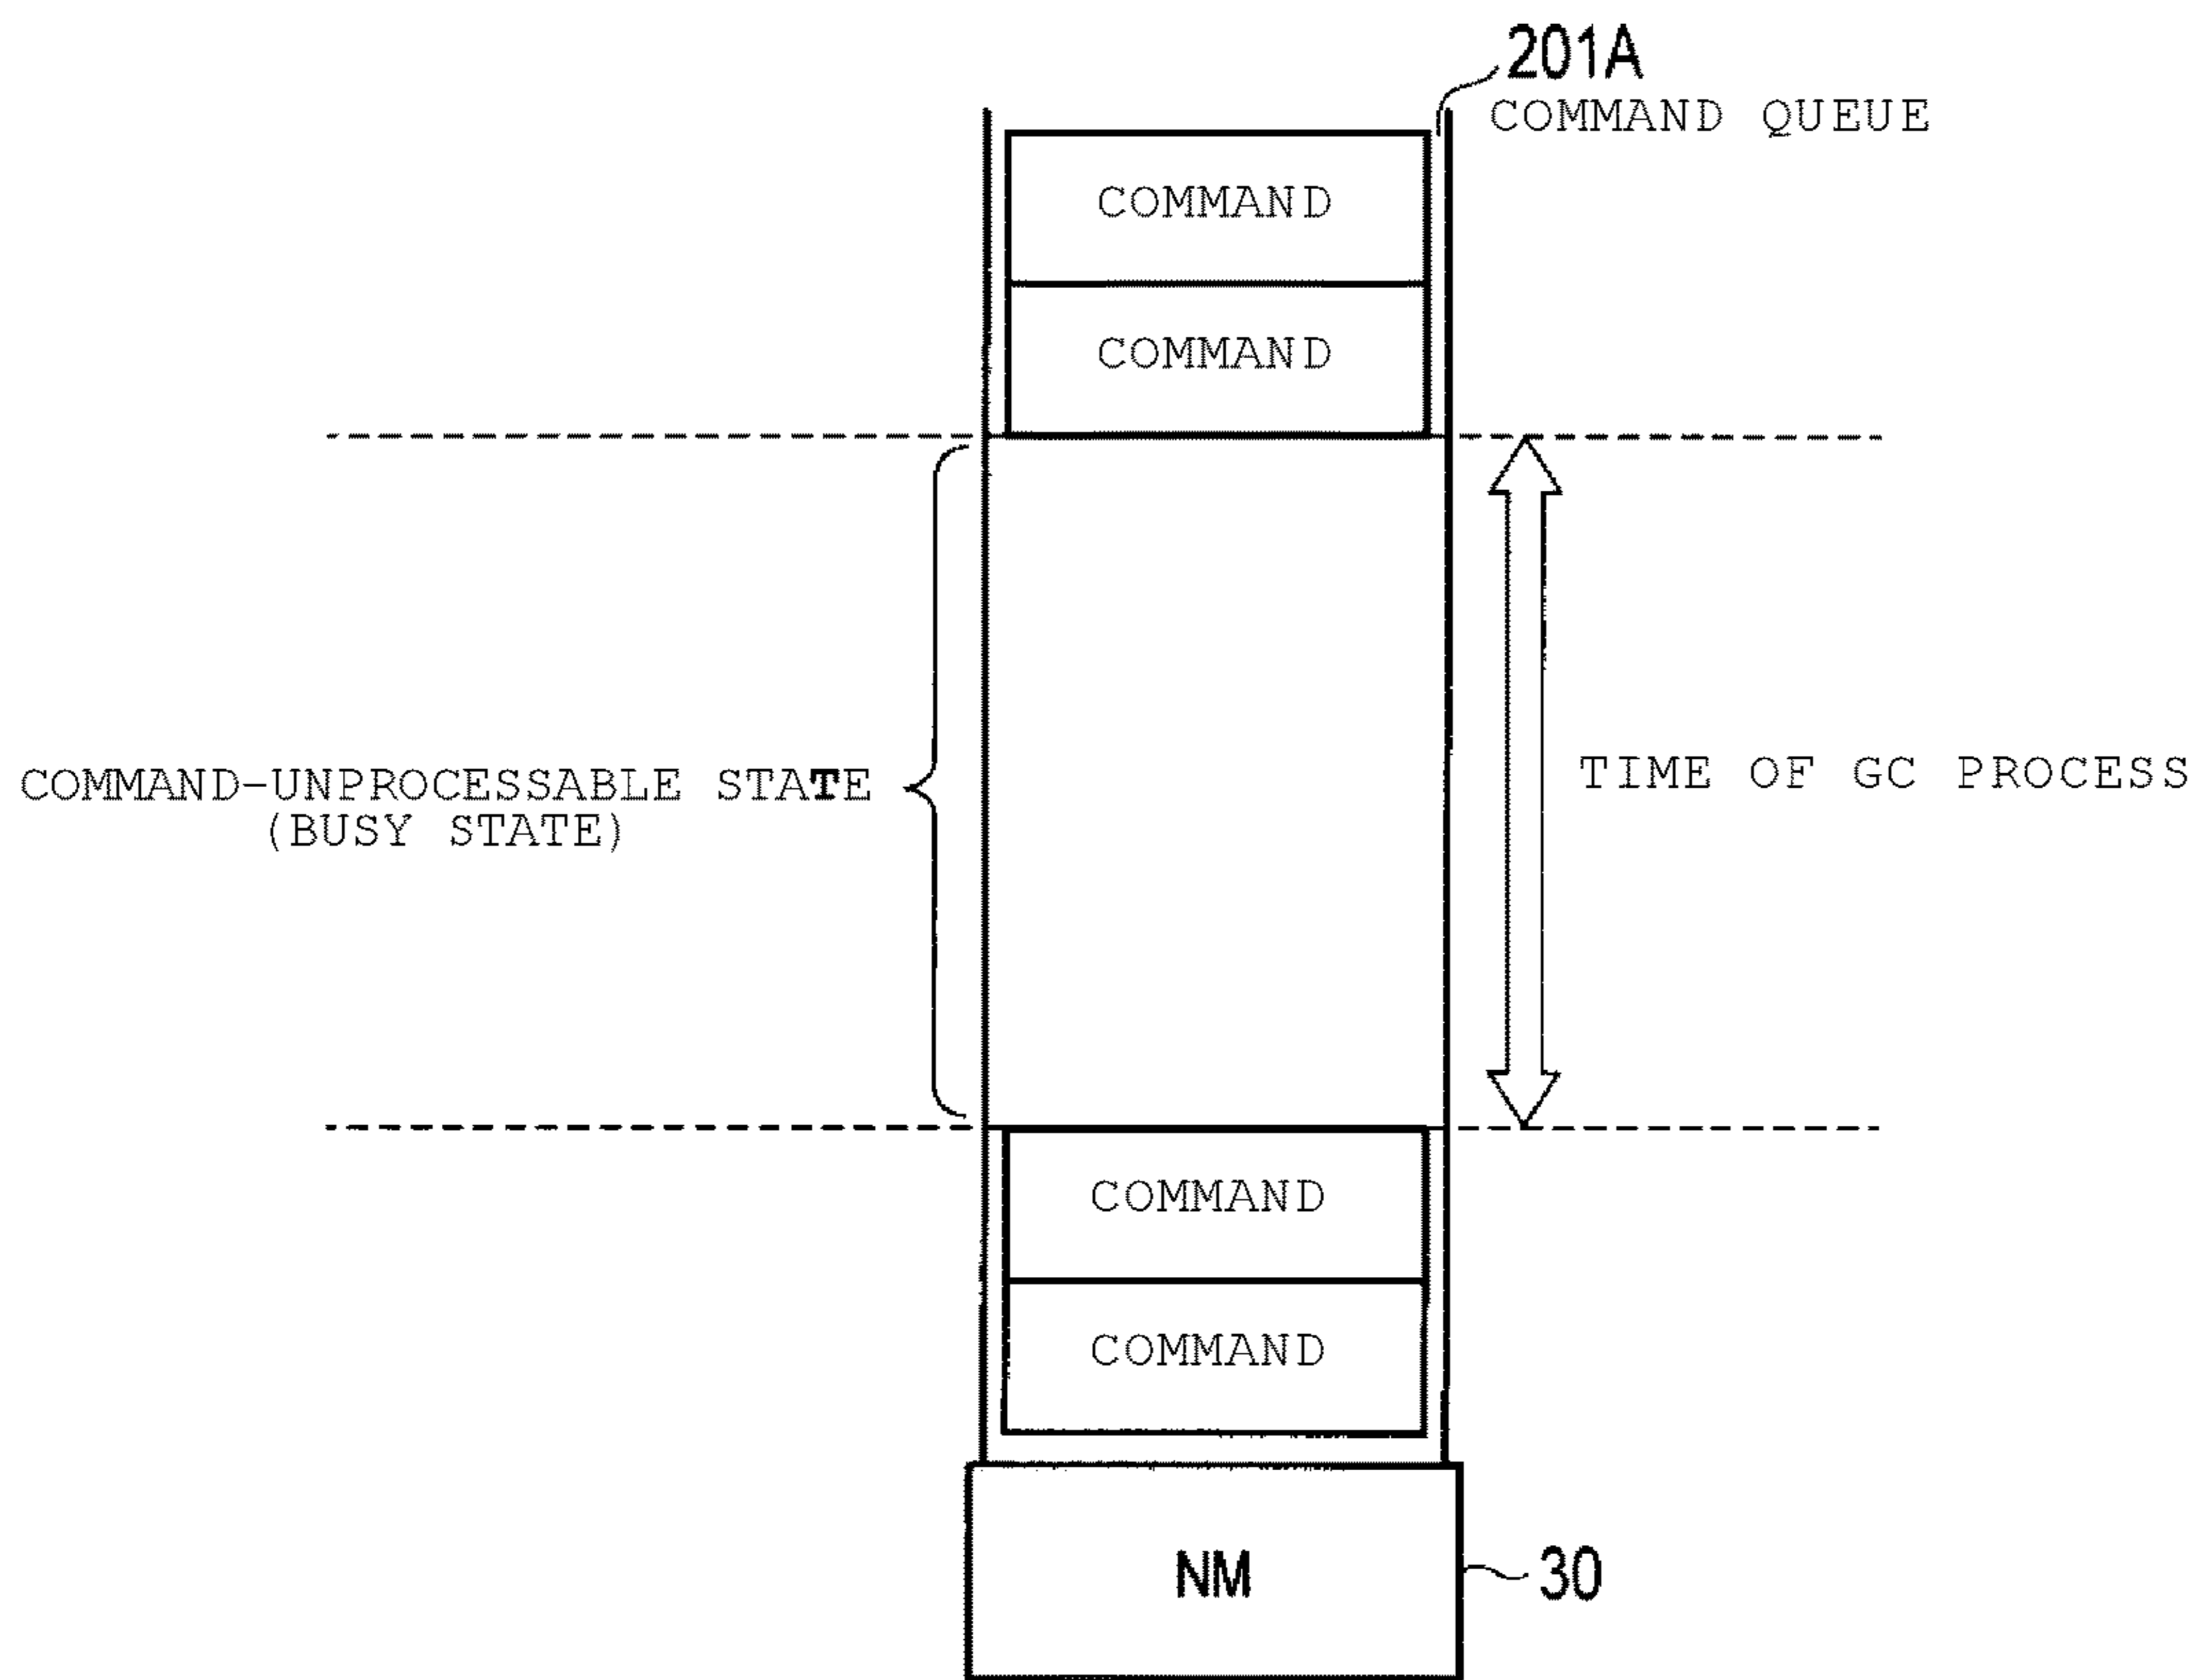 201A
COMMAND QUEUE
COMMAND
COMMAND
COMMAND-UNPROCESSABLE STATE
(BUSY STATE)
TIME OF GC PROCESS
COMMAND
COMMAND
NM
30